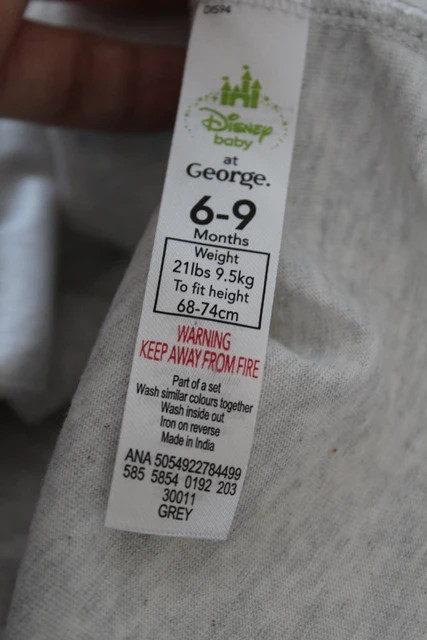 DIS94
Disney
baby
at
George.
6-9
Months
Weight
21lbs 9.5kg
To fit height
68-74cm
WARNING
KEEP AWAY FROM FIRE
Part of a set
Wash similar colours together
Wash inside out
Iron on reverse
Made in India
ANA 5054922784499
585 5854 0192 203
30011
GREY